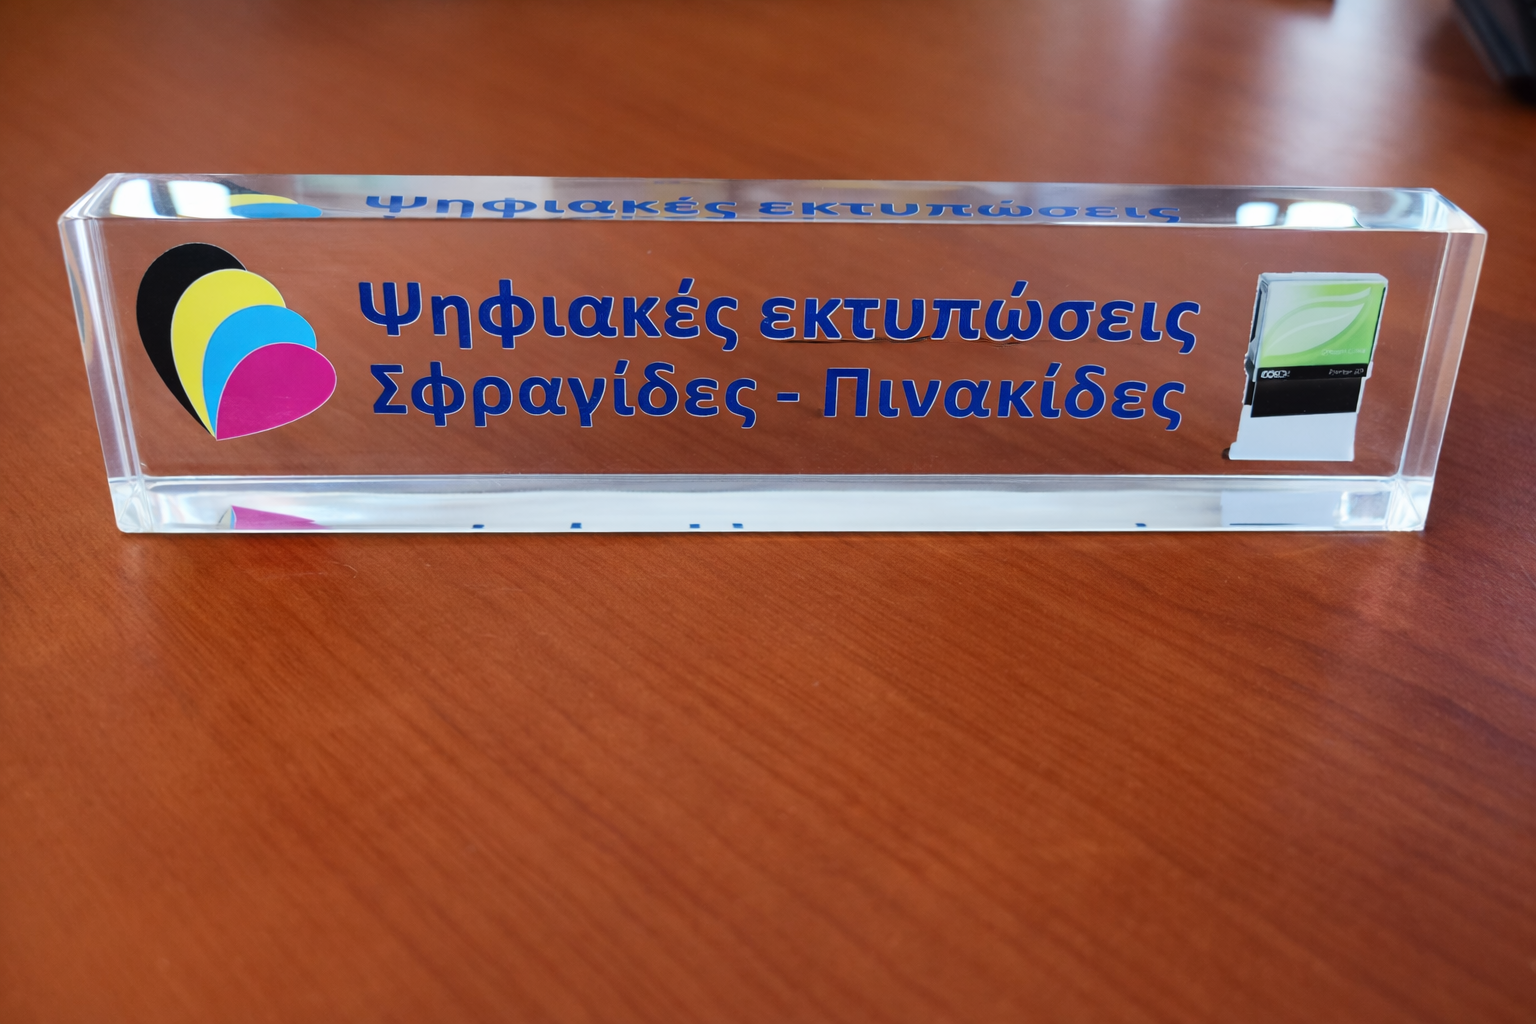 Ψηφιακές εκτυπώσεις
Σφραγίδες - Πινακίδες